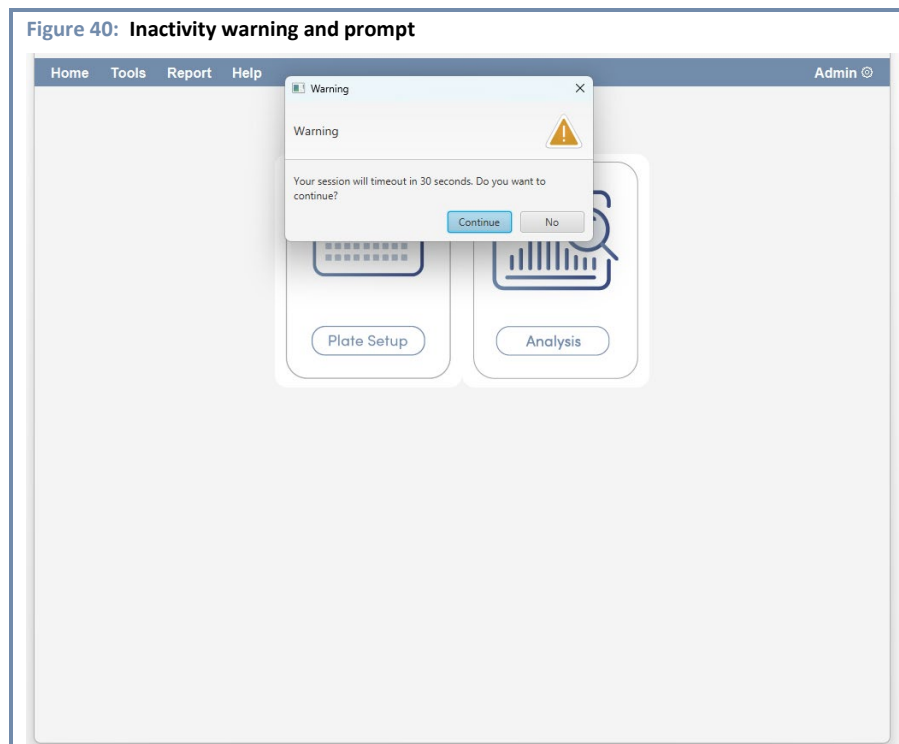 Figure 40: Inactivity warning and prompt
Home Tools Report Help Admin
Warning
Warning
Your session will timeout in 30 seconds. Do you want to
continue?
Continue No
Plate Setup Analysis